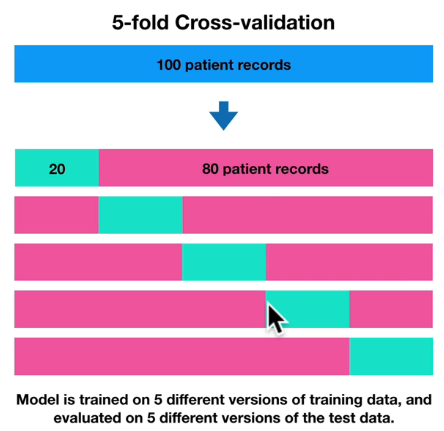 5-fold Cross-validation
100 patient records
20
80 patient records
Model is trained on 5 different versions of training data, and
evaluated on 5 different versions of the test data.